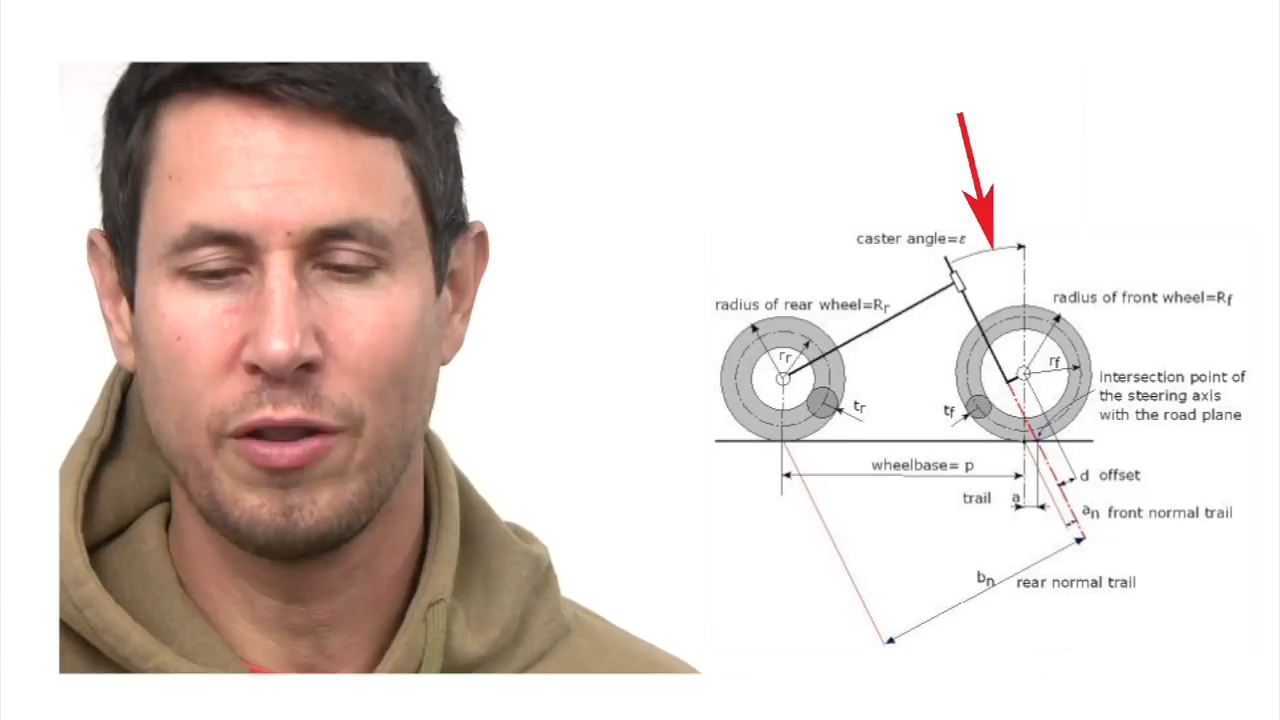 caster angle=ε
radius of rear wheel=Rr
radius of front wheel=Rf
rr
rf
tr
tf
intersection point of
the steering axis
with the road plane
wheelbase= p
d offset
trail a
an front normal trail
bn rear normal trail